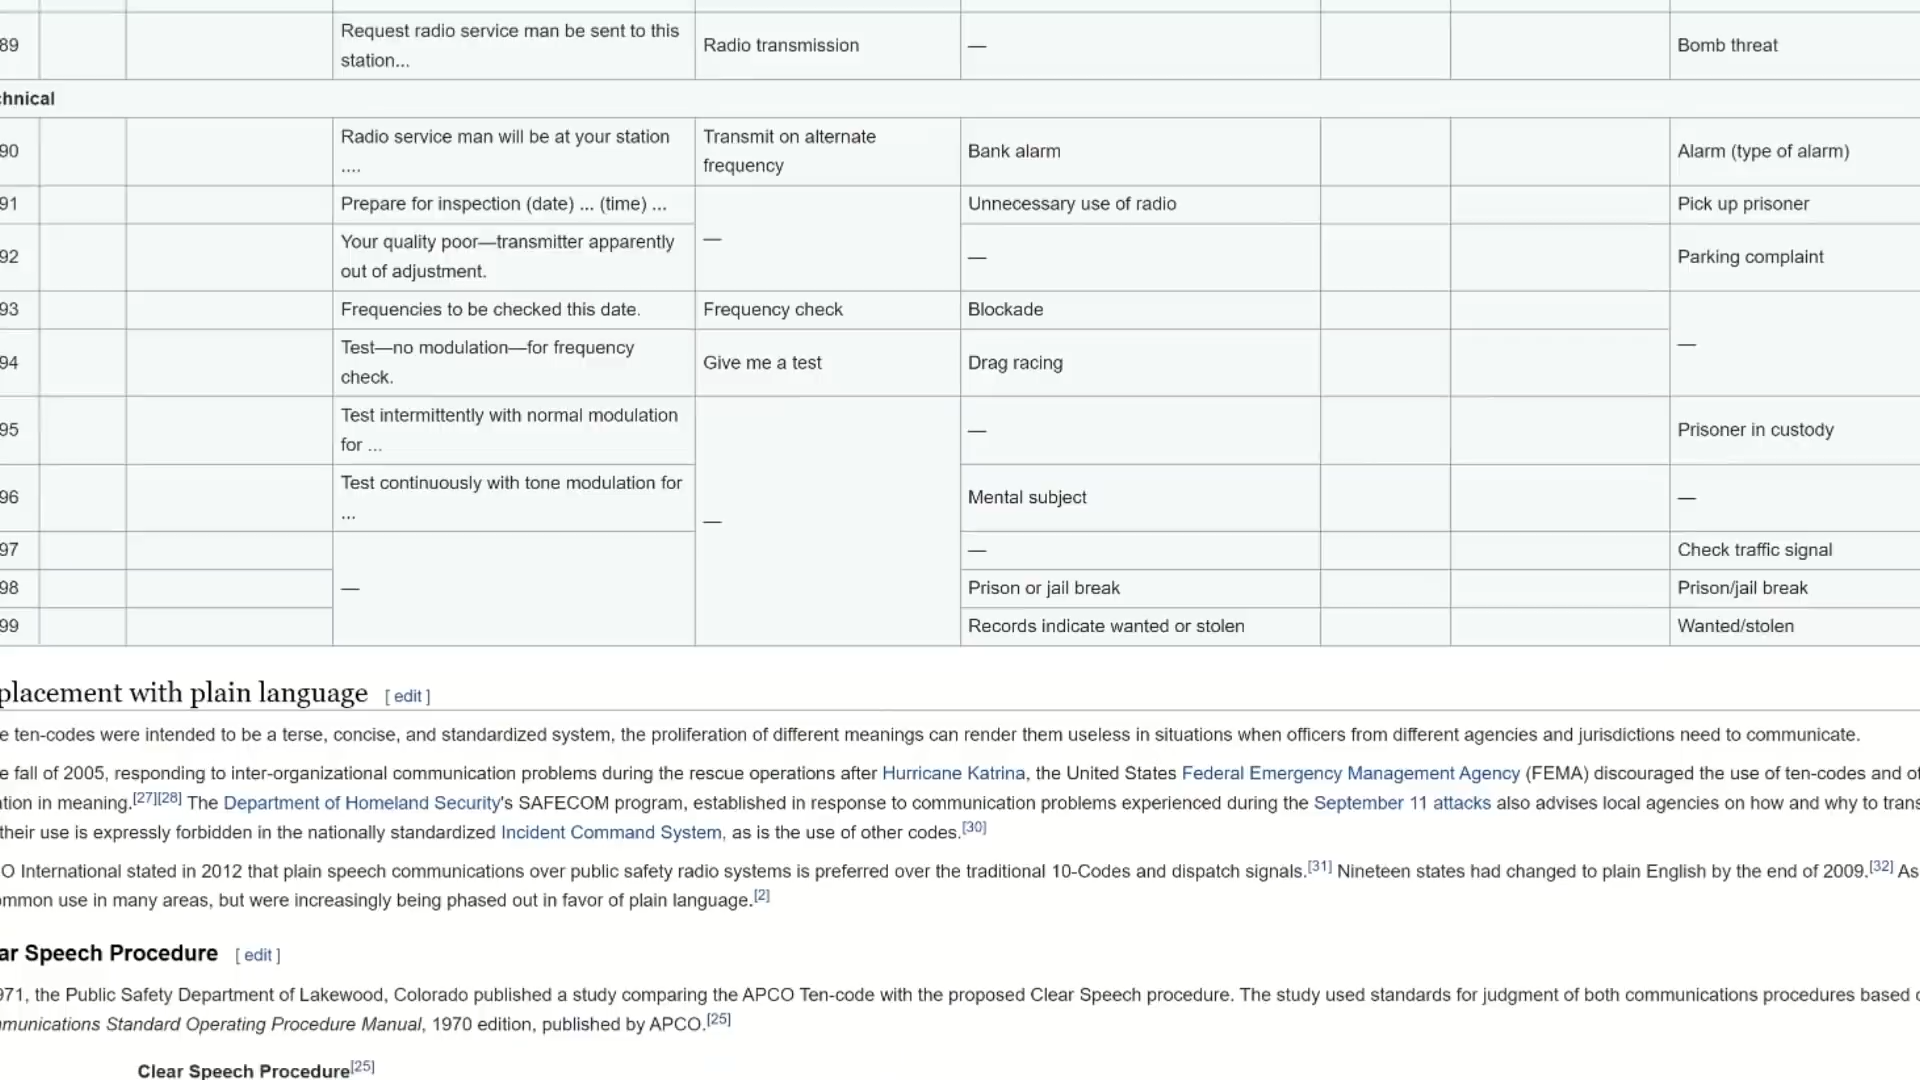 89 Request radio service man be sent to this station... Radio transmission — Bomb threat
chnical
90 Radio service man will be at your station .... Transmit on alternate frequency Bank alarm Alarm (type of alarm)
91 Prepare for inspection (date) ... (time) ... — Unnecessary use of radio Pick up prisoner
92 Your quality poor—transmitter apparently out of adjustment. — Parking complaint
93 Frequencies to be checked this date. Frequency check Blockade —
94 Test—no modulation—for frequency check. Give me a test Drag racing
95 Test intermittently with normal modulation for ... — — Prisoner in custody
96 Test continuously with tone modulation for ... Mental subject —
97 — — Check traffic signal
98 Prison or jail break Prison/jail break
99 Records indicate wanted or stolen Wanted/stolen
placement with plain language [ edit ]
e ten-codes were intended to be a terse, concise, and standardized system, the proliferation of different meanings can render them useless in situations when officers from different agencies and jurisdictions need to communicate.
e fall of 2005, responding to inter-organizational communication problems during the rescue operations after Hurricane Katrina, the United States Federal Emergency Management Agency (FEMA) discouraged the use of ten-codes and o
tion in meaning.[27][28] The Department of Homeland Security's SAFECOM program, established in response to communication problems experienced during the September 11 attacks also advises local agencies on how and why to trans
their use is expressly forbidden in the nationally standardized Incident Command System, as is the use of other codes.[30]
O International stated in 2012 that plain speech communications over public safety radio systems is preferred over the traditional 10-Codes and dispatch signals.[31] Nineteen states had changed to plain English by the end of 2009.[32] As
mmon use in many areas, but were increasingly being phased out in favor of plain language.[2]
ar Speech Procedure [ edit ]
971, the Public Safety Department of Lakewood, Colorado published a study comparing the APCO Ten-code with the proposed Clear Speech procedure. The study used standards for judgment of both communications procedures based
mmunications Standard Operating Procedure Manual, 1970 edition, published by APCO.[25]
Clear Speech Procedure[25]